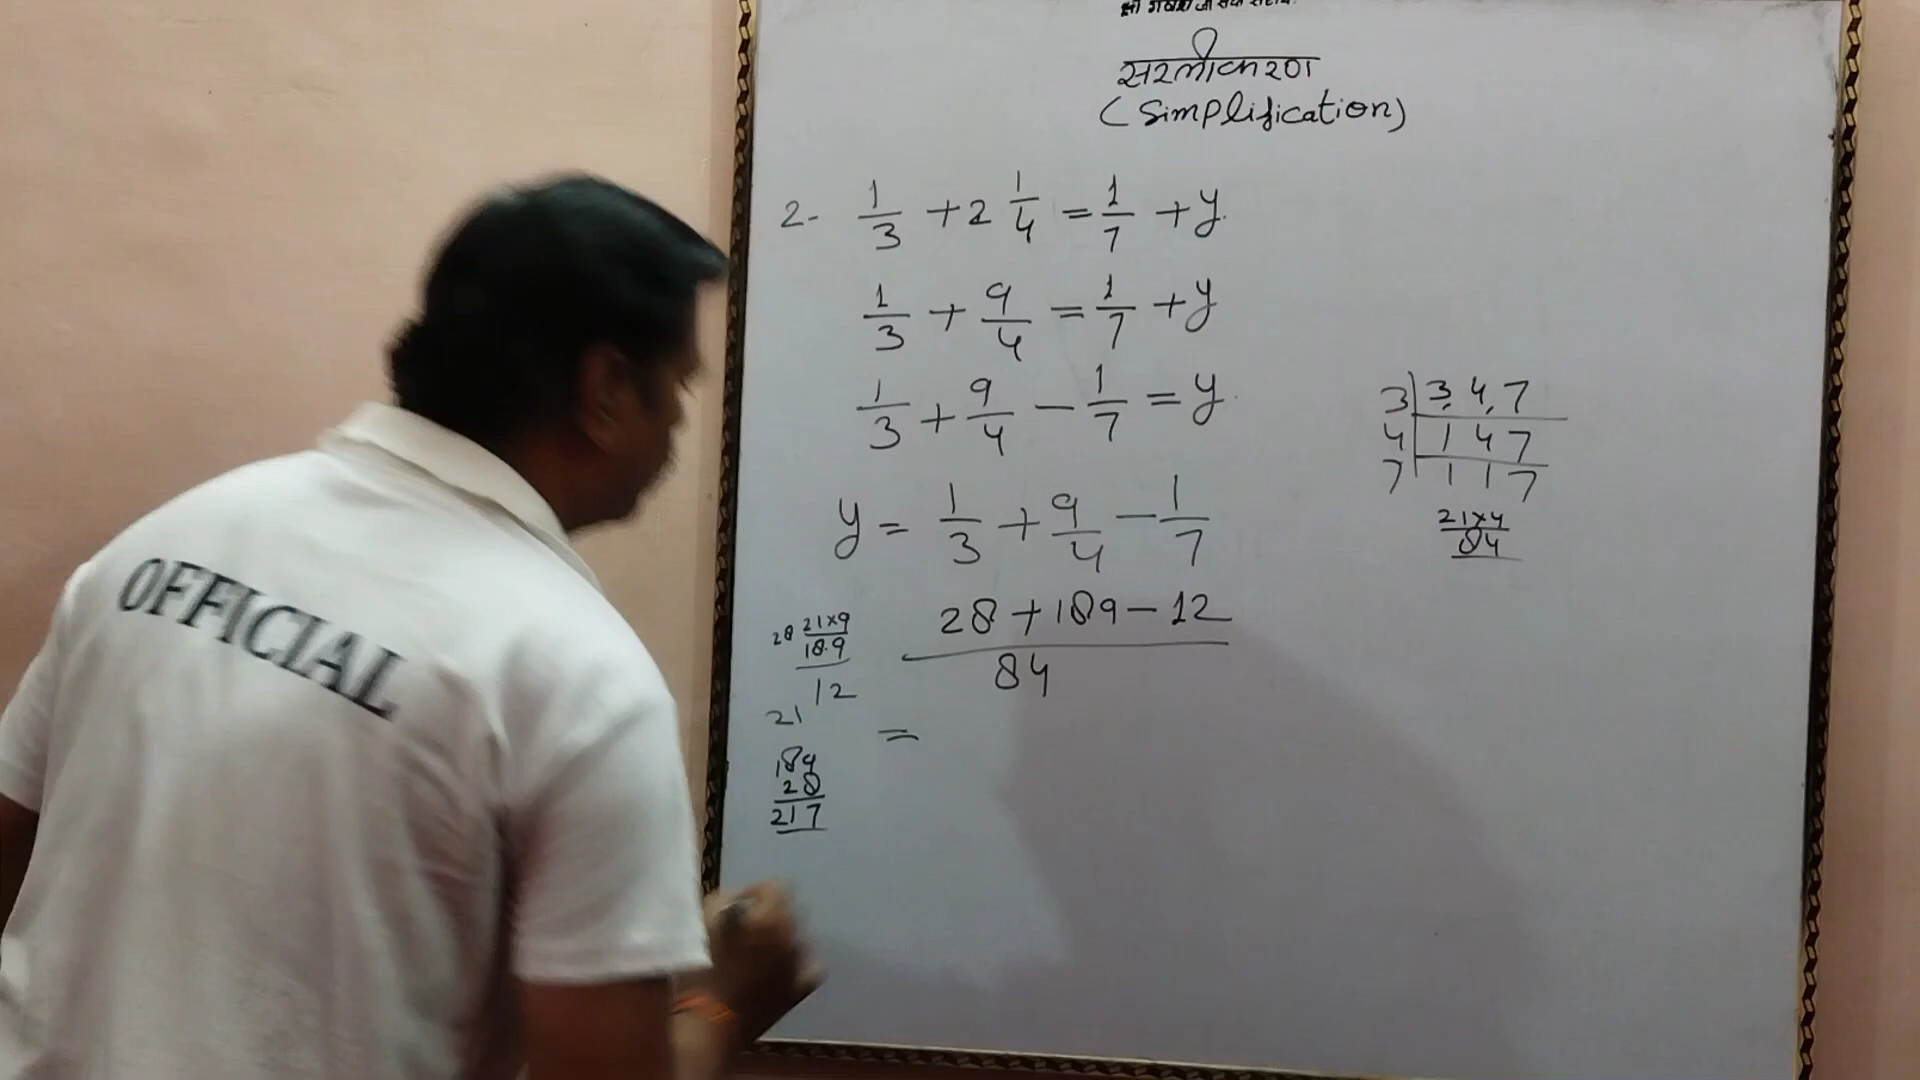 सरलीकरण
(Simplification)
2- 1/3 + 2 1/4 = 1/7 + y
1/3 + 9/4 = 1/7 + y
1/3 + 9/4 - 1/7 = y
y = 1/3 + 9/4 - 1/7
28 + 189 - 12
84
=
28 21×9
189
12
21
189
28
217
3 | 3, 4, 7
4 | 1 4 7
7 | 1 1 7
21×4
84
OFFICIAL